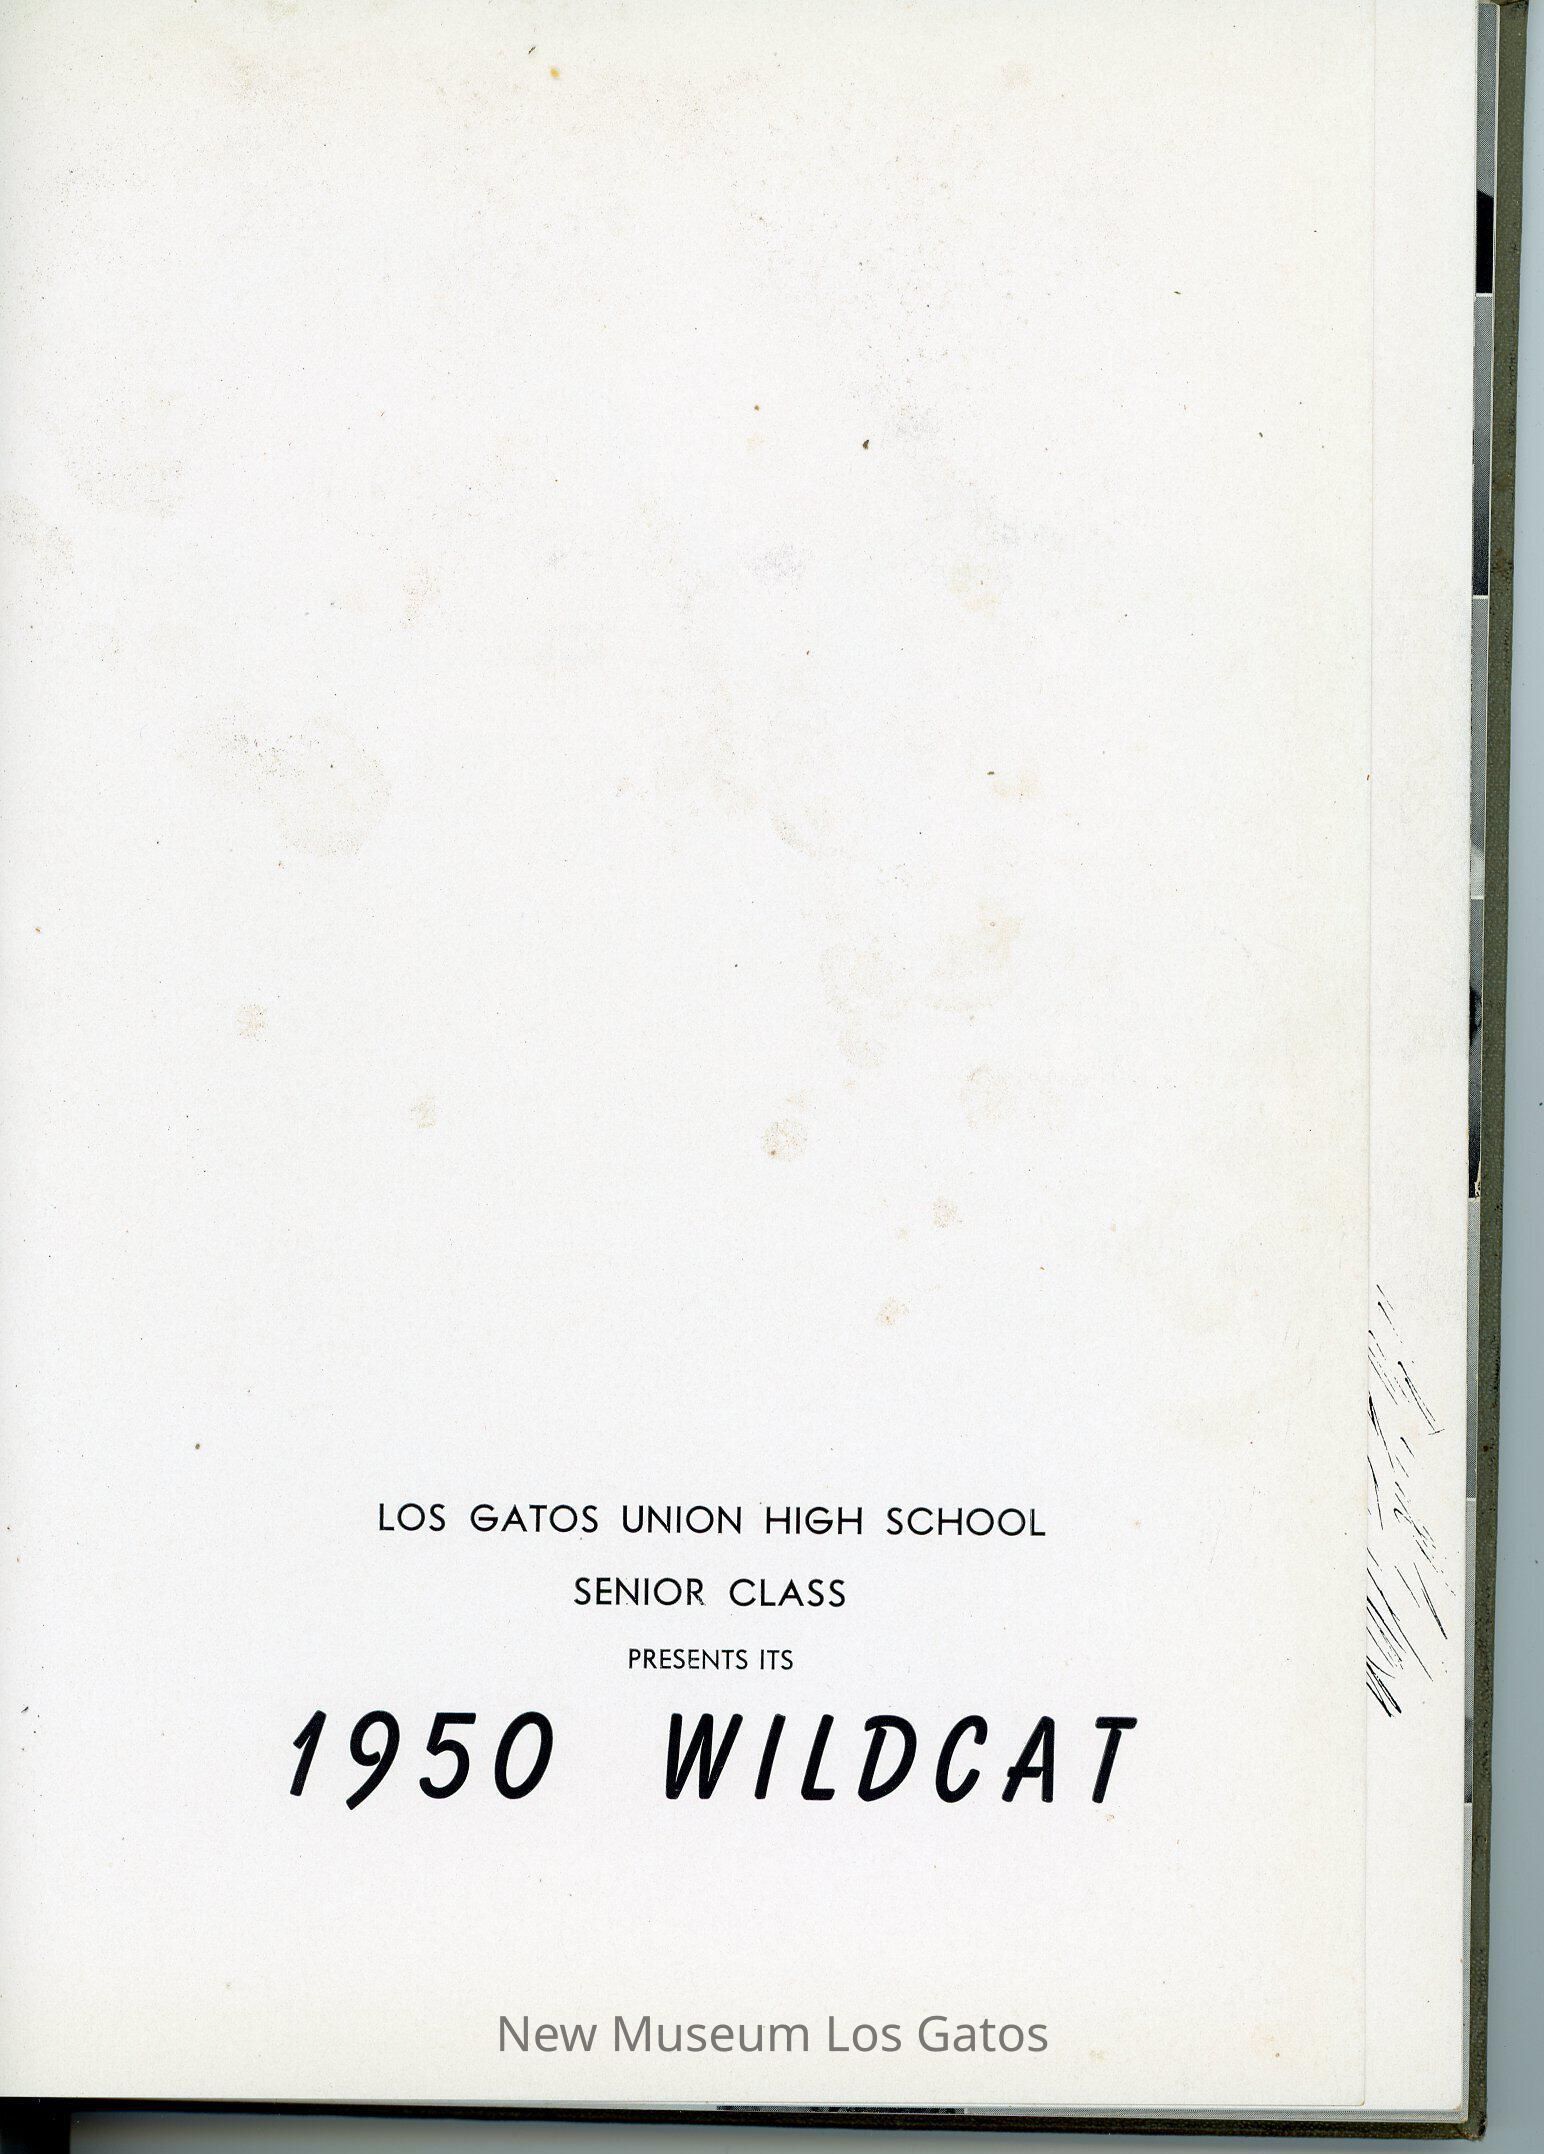 LOS GATOS UNION HIGH SCHOOL
SENIOR CLASS
PRESENTS ITS
1950 WILDCAT
New Museum Los Gatos